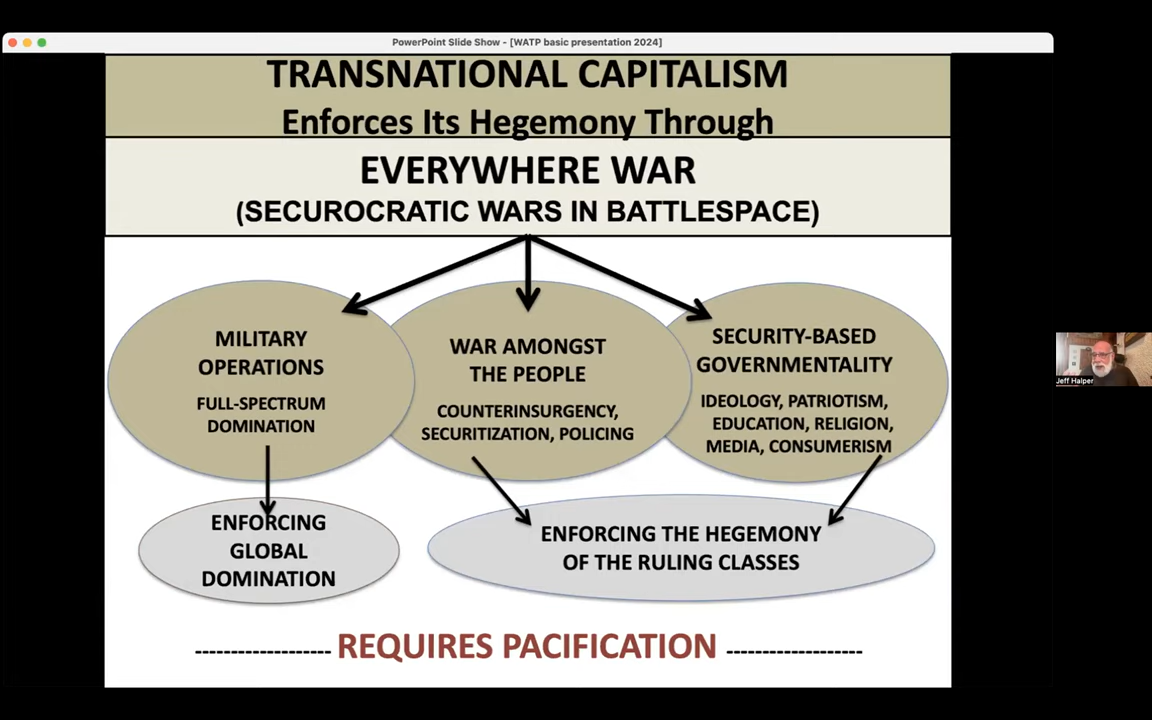 PowerPoint Slide Show - [WATP basic presentation 2024]
TRANSNATIONAL CAPITALISM
Enforces Its Hegemony Through
EVERYWHERE WAR
(SECUROCRATIC WARS IN BATTLESPACE)
MILITARY
OPERATIONS
FULL-SPECTRUM
DOMINATION
WAR AMONGST
THE PEOPLE
COUNTERINSURGENCY,
SECURITIZATION, POLICING
SECURITY-BASED
GOVERNMENTALITY
IDEOLOGY, PATRIOTISM,
EDUCATION, RELIGION,
MEDIA, CONSUMERISM
ENFORCING
GLOBAL
DOMINATION
ENFORCING THE HEGEMONY
OF THE RULING CLASSES
------------------- REQUIRES PACIFICATION -------------------
Jeff Halper